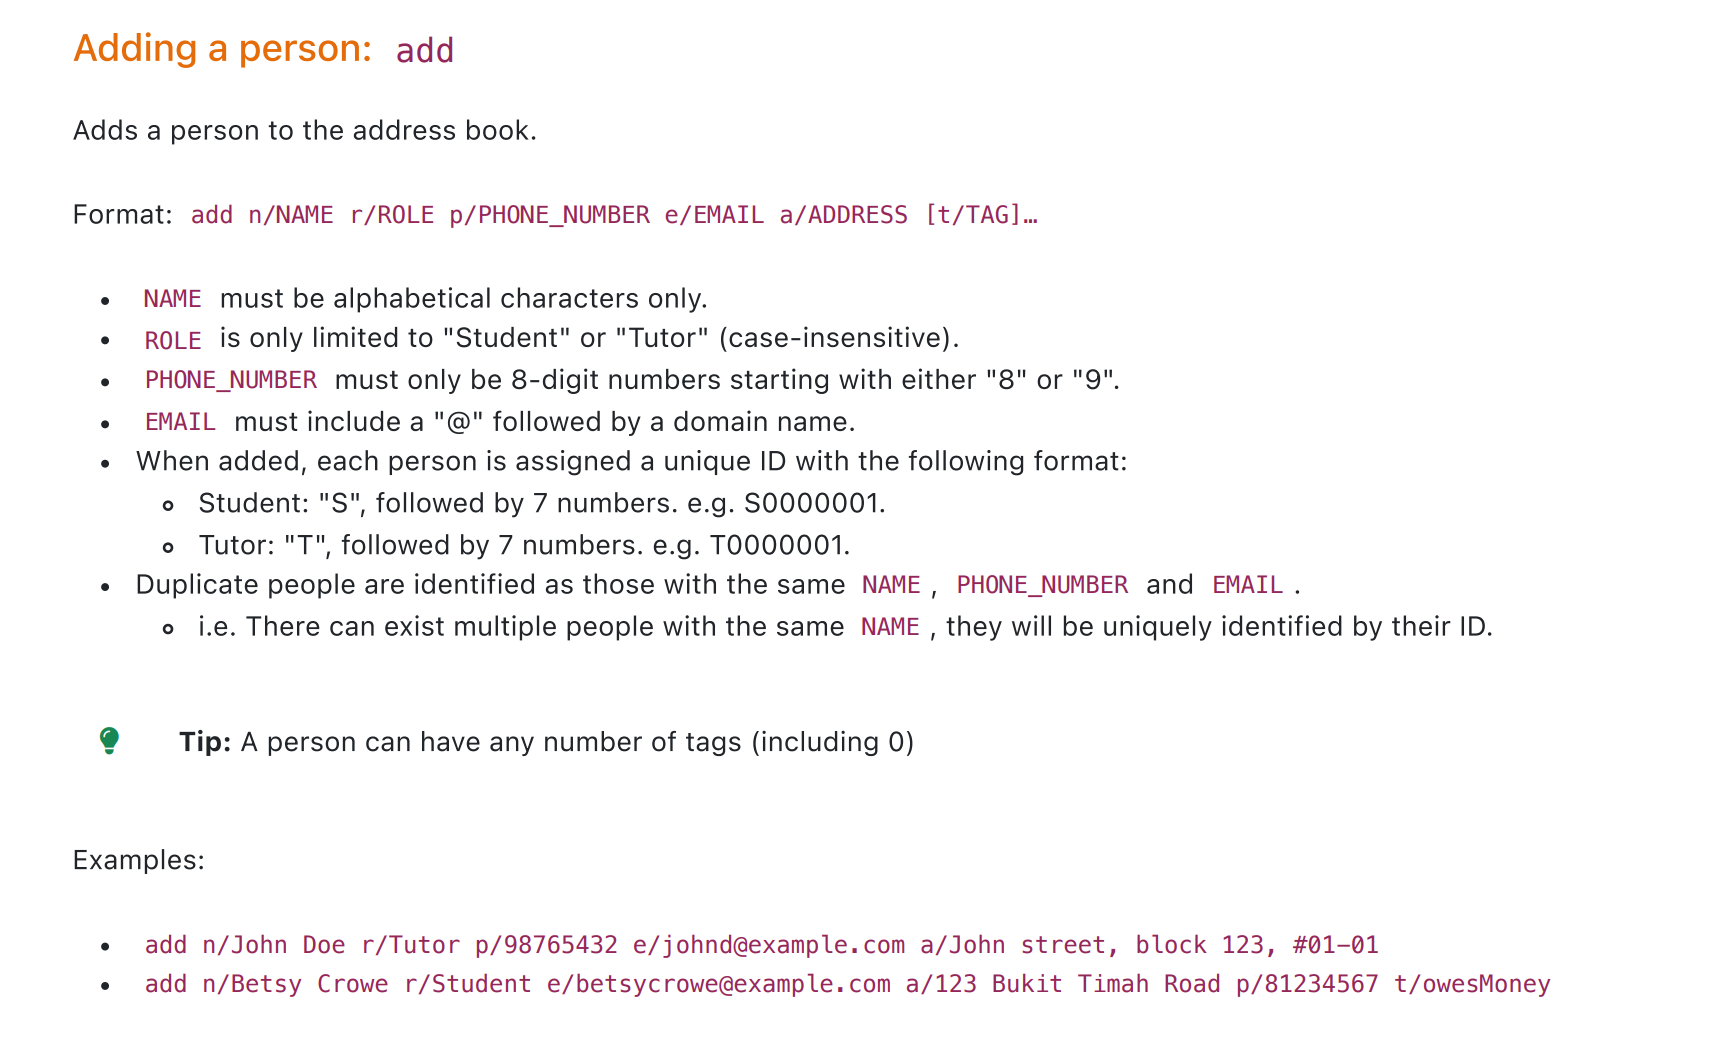 Adding a person: add
Adds a person to the address book.
Format: add n/NAME r/ROLE p/PHONE_NUMBER e/EMAIL a/ADDRESS [t/TAG]…
• NAME must be alphabetical characters only.
• ROLE is only limited to "Student" or "Tutor" (case-insensitive).
• PHONE_NUMBER must only be 8-digit numbers starting with either "8" or "9".
• EMAIL must include a "@" followed by a domain name.
• When added, each person is assigned a unique ID with the following format:
◦ Student: "S", followed by 7 numbers. e.g. S0000001.
◦ Tutor: "T", followed by 7 numbers. e.g. T0000001.
• Duplicate people are identified as those with the same NAME , PHONE_NUMBER and EMAIL .
◦ i.e. There can exist multiple people with the same NAME , they will be uniquely identified by their ID.
Tip: A person can have any number of tags (including 0)
Examples:
• add n/John Doe r/Tutor p/98765432 e/johnd@example.com a/John street, block 123, #01-01
• add n/Betsy Crowe r/Student e/betsycrowe@example.com a/123 Bukit Timah Road p/81234567 t/owesMoney